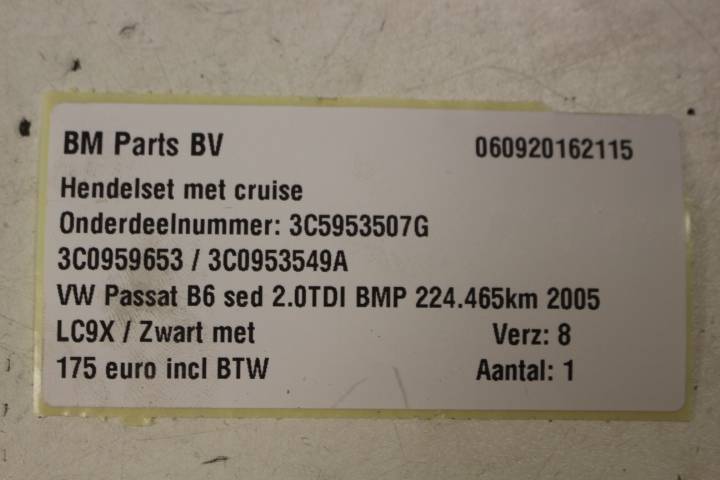 BM Parts BV 060920162115
Hendelset met cruise
Onderdeelnummer: 3C5953507G
3C0959653 / 3C0953549A
VW Passat B6 sed 2.0TDI BMP 224.465km 2005
LC9X / Zwart met Verz: 8
175 euro incl BTW Aantal: 1